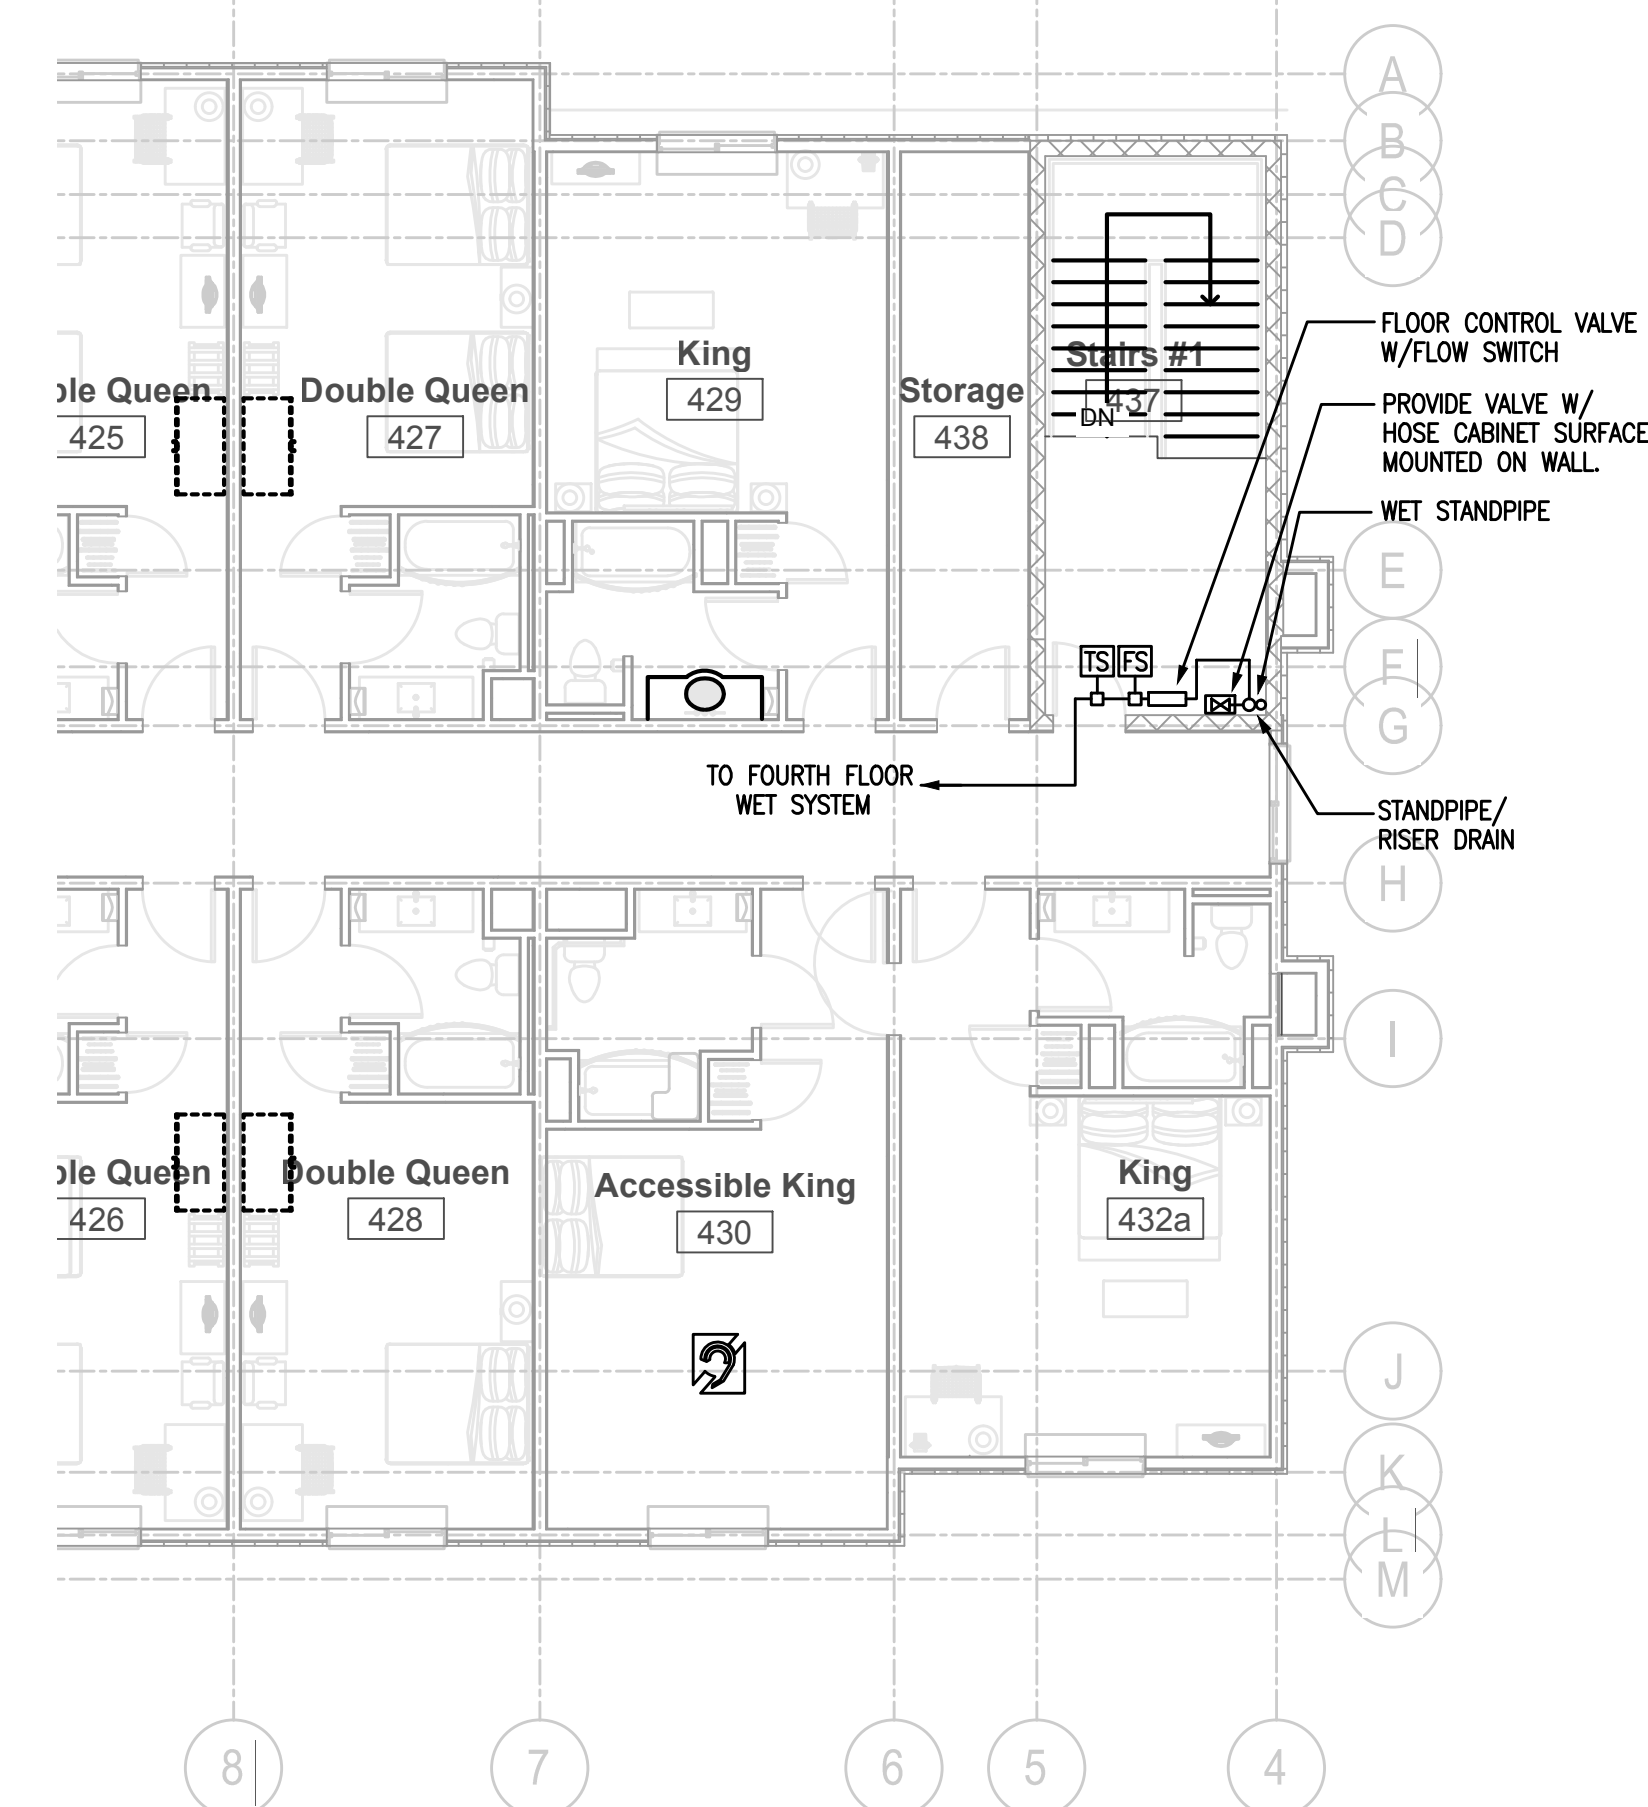 A
B
C
D
FLOOR CONTROL VALVE
W/FLOW SWITCH
King
Stairs #1
ple Queen
Double Queen
429
Storage
437
PROVIDE VALVE W/
HOSE CABINET SURFACE
MOUNTED ON WALL.
DN
425
427
438
WET STANDPIPE
E
TS
FS
F
G
TO FOURTH FLOOR
WET SYSTEM
STANDPIPE/
RISER DRAIN
H
I
ple Queen
Double Queen
Accessible King
King
426
428
430
432a
J
K
L
M
8
7
6
5
4